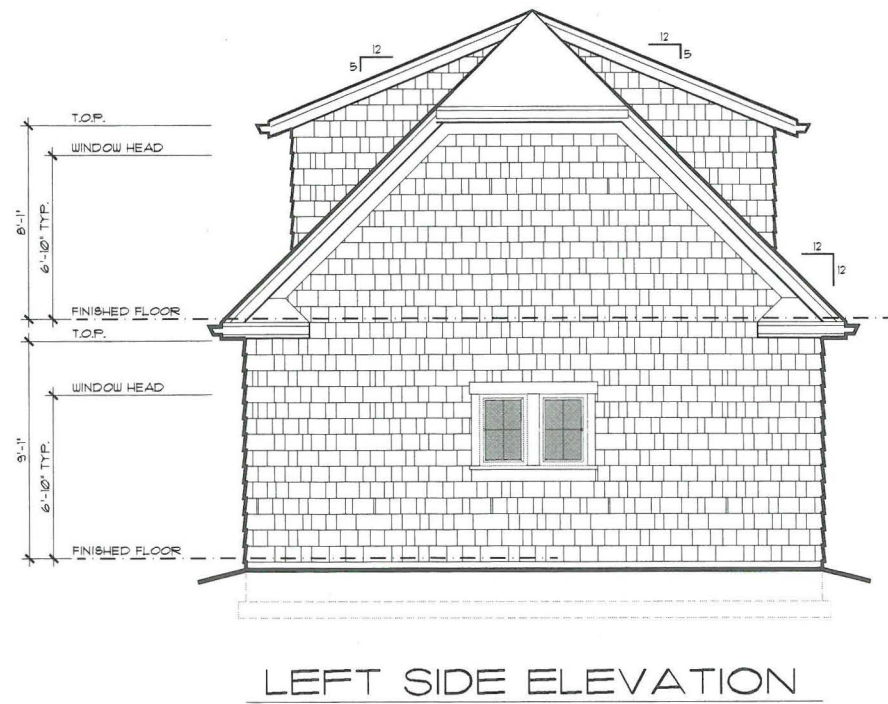 12
5
12
5
T.O.P.
WINDOW HEAD
8'-1"
6'-10" TYP.
12
12
FINISHED FLOOR
T.O.P.
WINDOW HEAD
9'-1"
6'-10" TYP.
FINISHED FLOOR
LEFT SIDE ELEVATION